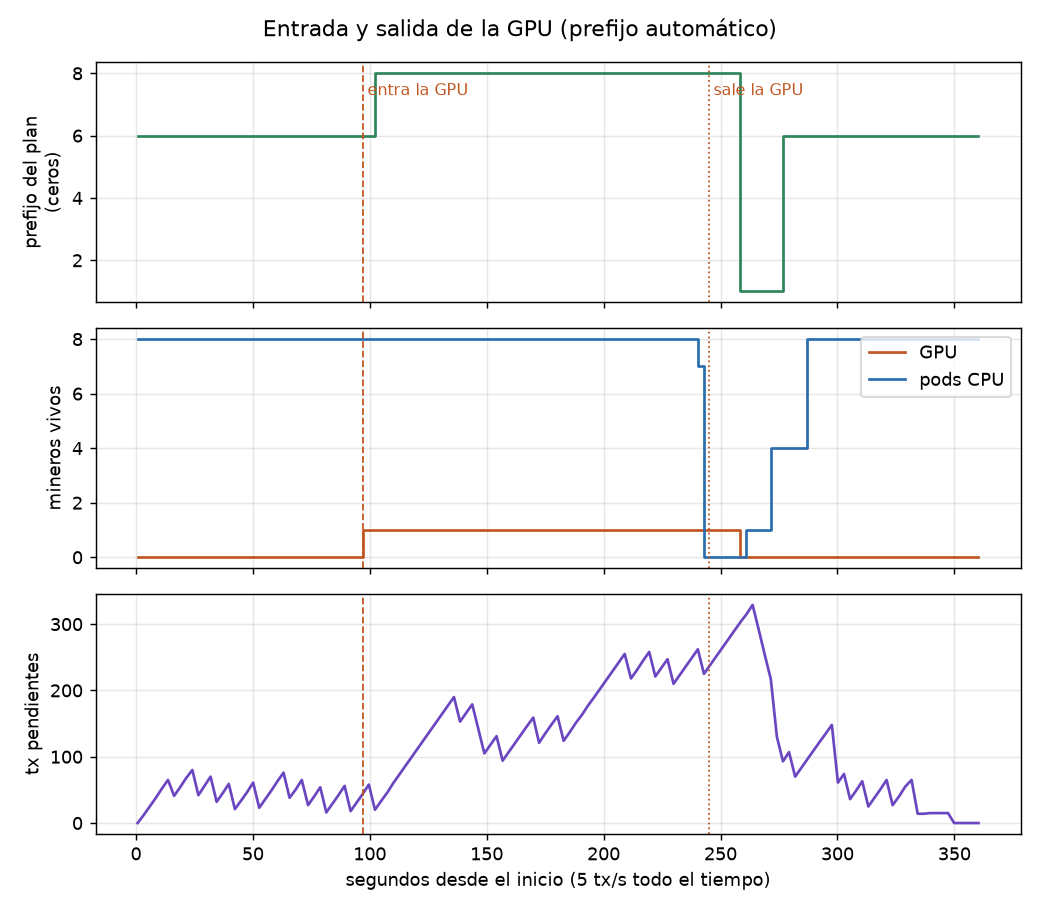 Entrada y salida de la GPU (prefijo automático)
prefijo del plan
(ceros)
8
6
4
2
entra la GPU
sale la GPU
mineros vivos
8
6
4
2
0
GPU
pods CPU
tx pendientes
300
200
100
0
0 50 100 150 200 250 300 350
segundos desde el inicio (5 tx/s todo el tiempo)